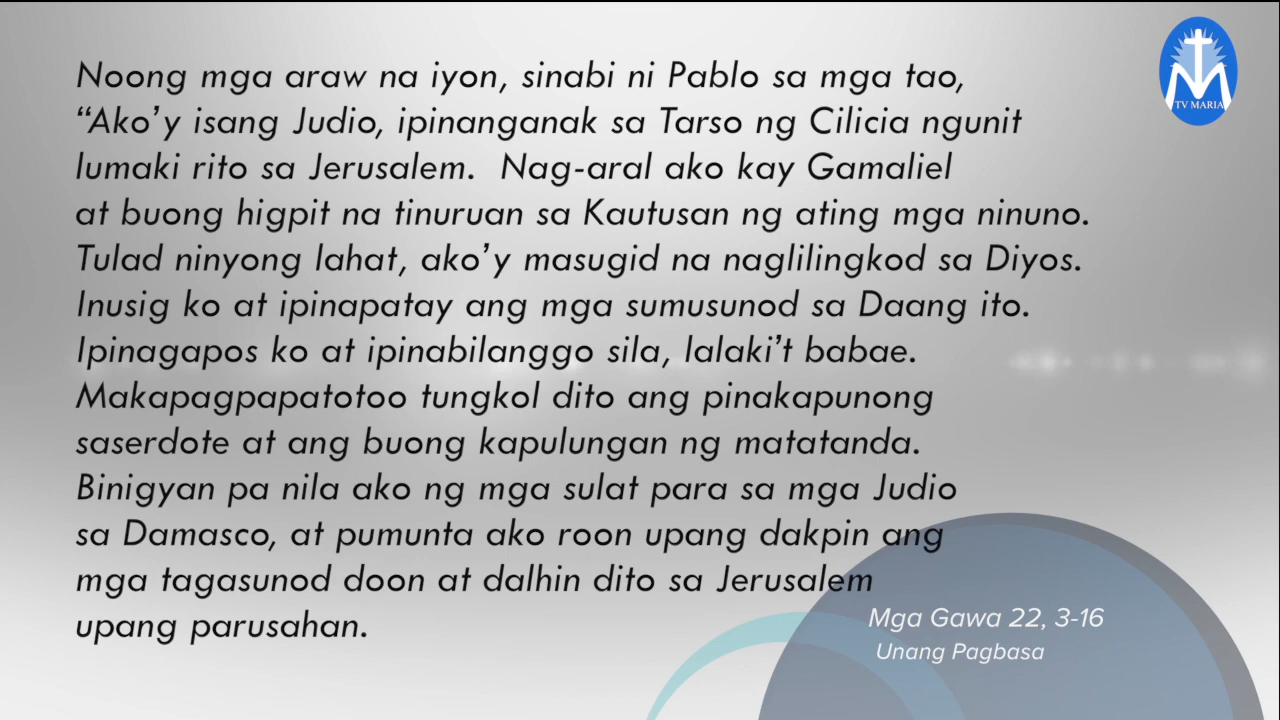 Noong mga araw na iyon, sinabi ni Pablo sa mga tao,
“Ako’y isang Judio, ipinanganak sa Tarso ng Cilicia ngunit
lumaki rito sa Jerusalem.  Nag-aral ako kay Gamaliel
at buong higpit na tinuruan sa Kautusan ng ating mga ninuno.
Tulad ninyong lahat, ako’y masugid na naglilingkod sa Diyos.
Inusig ko at ipinapatay ang mga sumusunod sa Daang ito.
Ipinagapos ko at ipinabilanggo sila, lalaki’t babae.
Makapagpapatotoo tungkol dito ang pinakapunong
saserdote at ang buong kapulungan ng matatanda.
Binigyan pa nila ako ng mga sulat para sa mga Judio
sa Damasco, at pumunta ako roon upang dakpin ang
mga tagasunod doon at dalhin dito sa Jerusalem
upang parusahan.
Mga Gawa 22, 3-16
Unang Pagbasa
TV MARIA